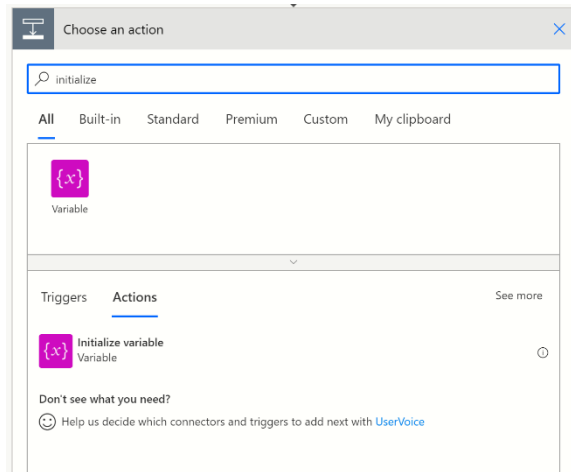 Choose an action
initialize
All Built-in Standard Premium Custom My clipboard
{x}
Variable
Triggers Actions See more
{x} Initialize variable
Variable
Don't see what you need?
Help us decide which connectors and triggers to add next with UserVoice